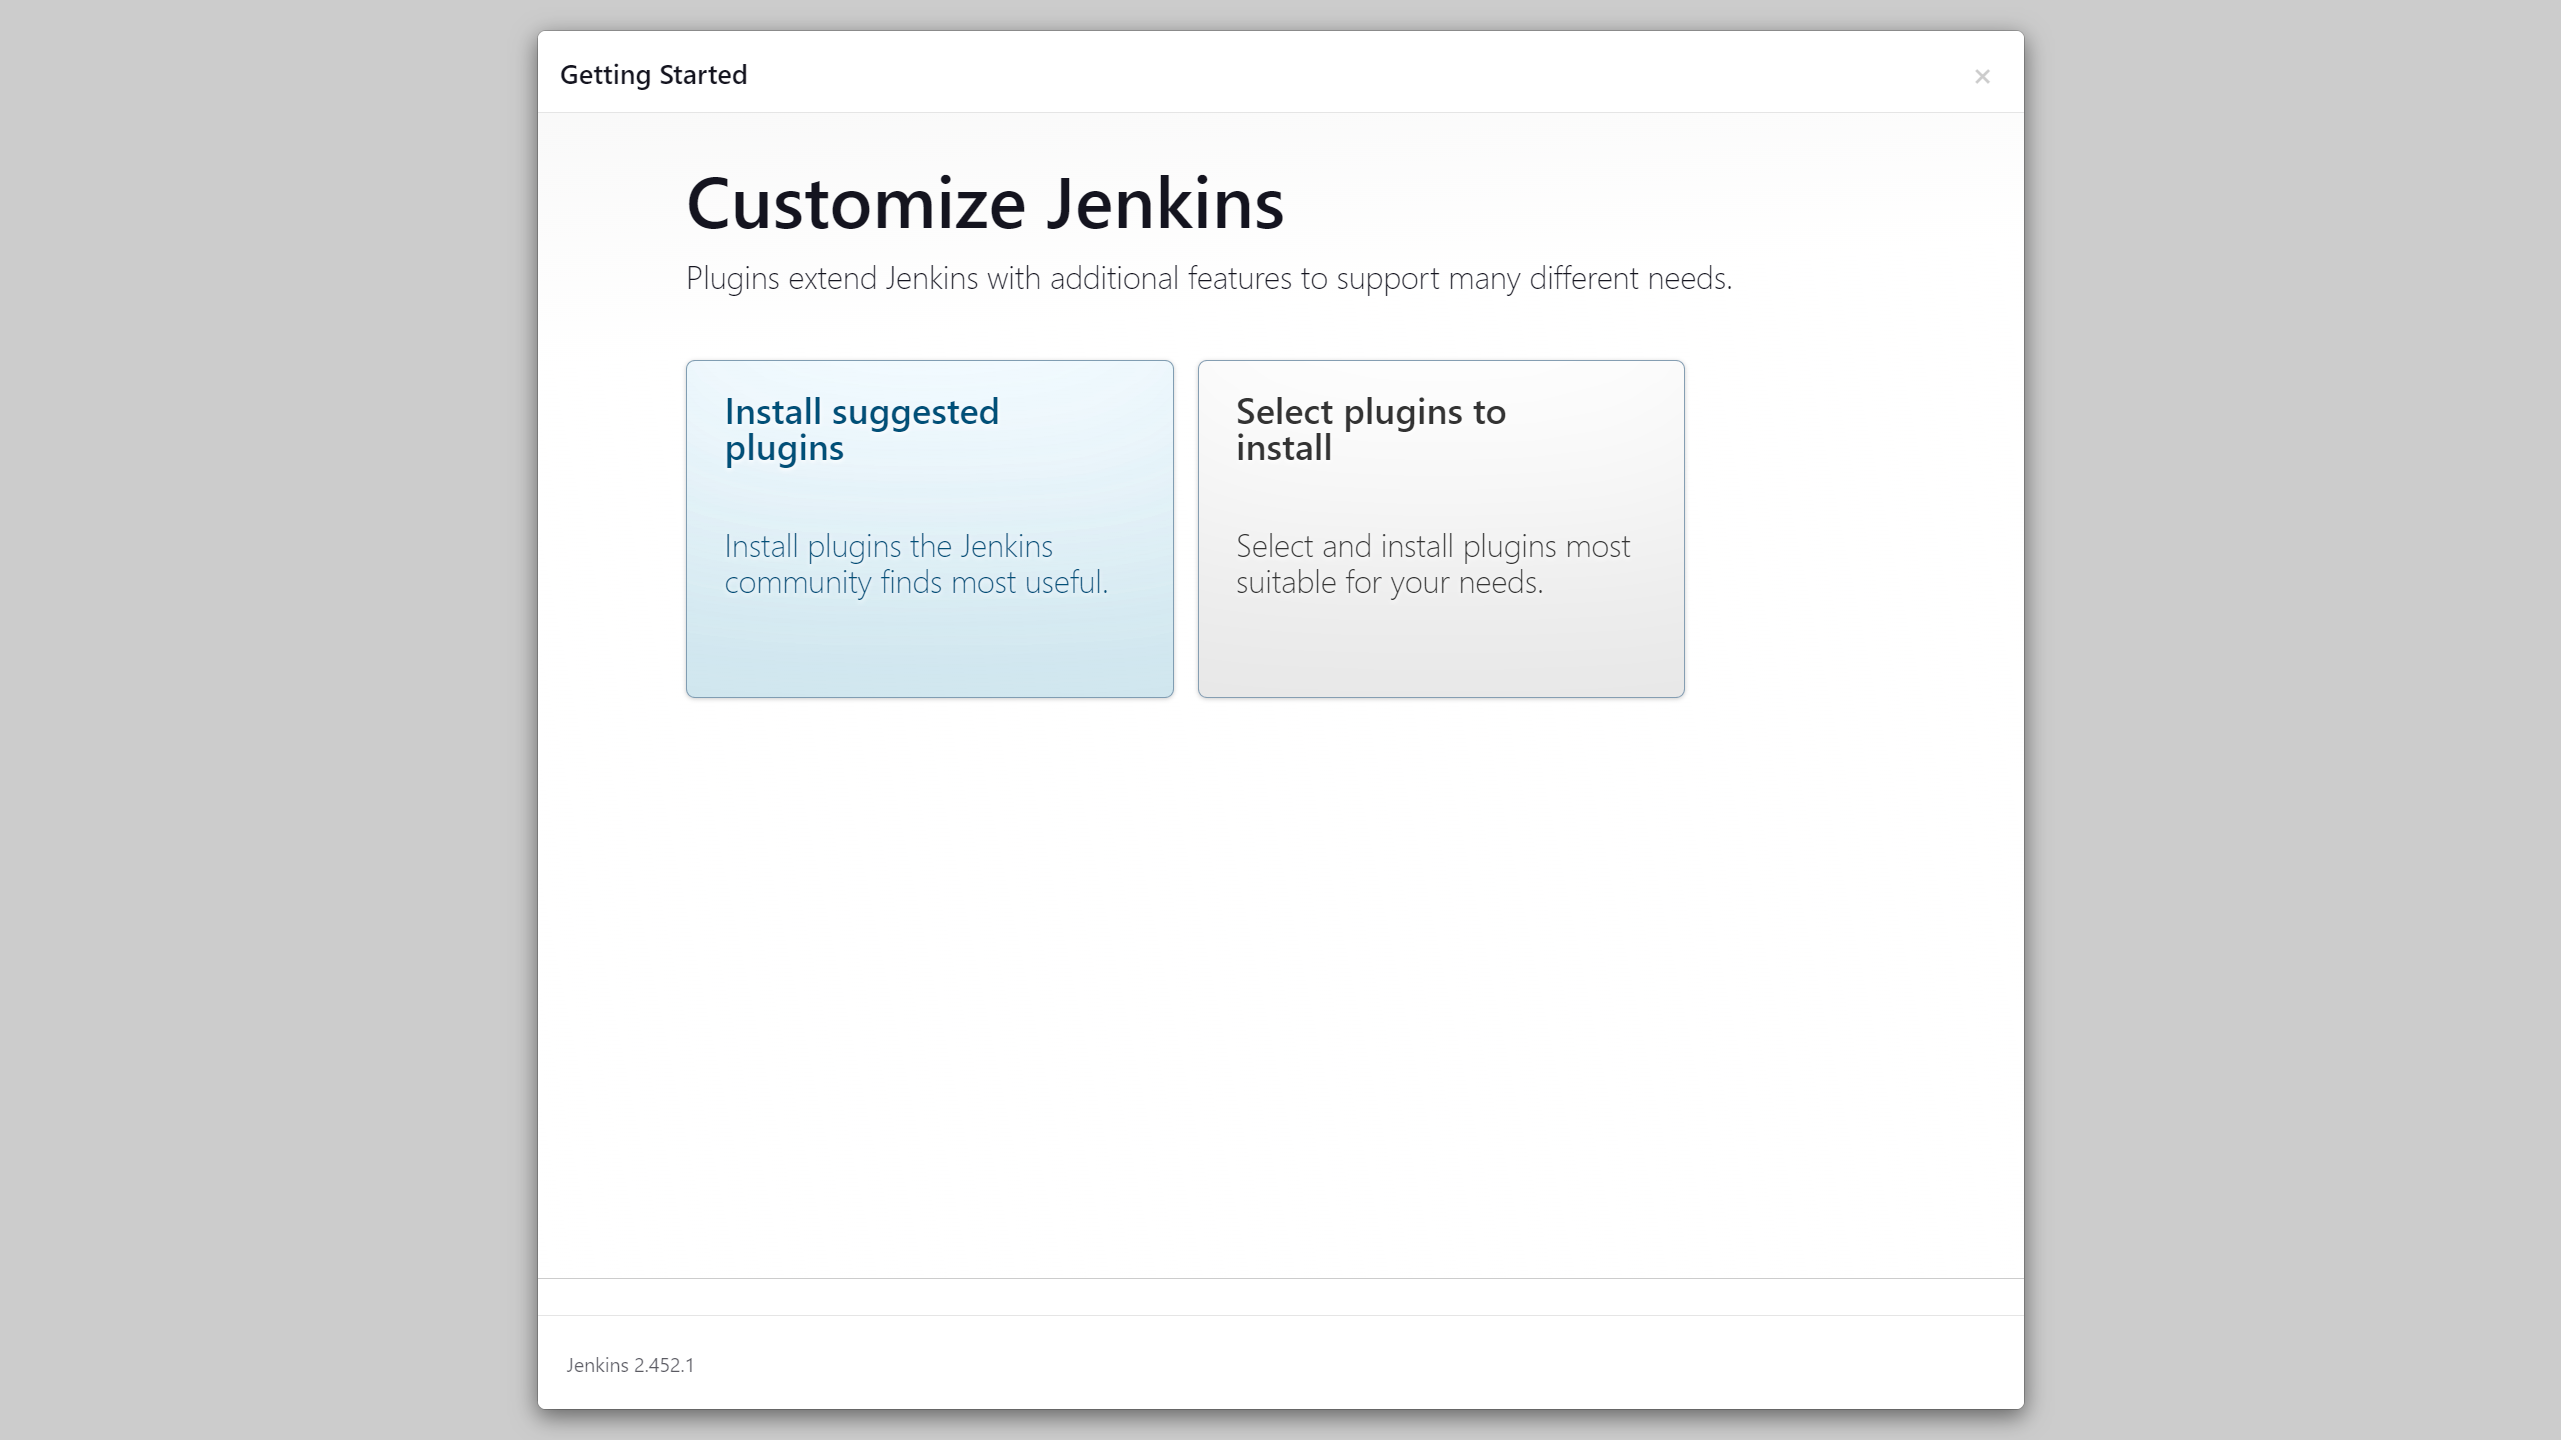 Getting Started
×
Customize Jenkins
Plugins extend Jenkins with additional features to support many different needs.
Install suggested
plugins
Install plugins the Jenkins
community finds most useful.
Select plugins to
install
Select and install plugins most
suitable for your needs.
Jenkins 2.452.1